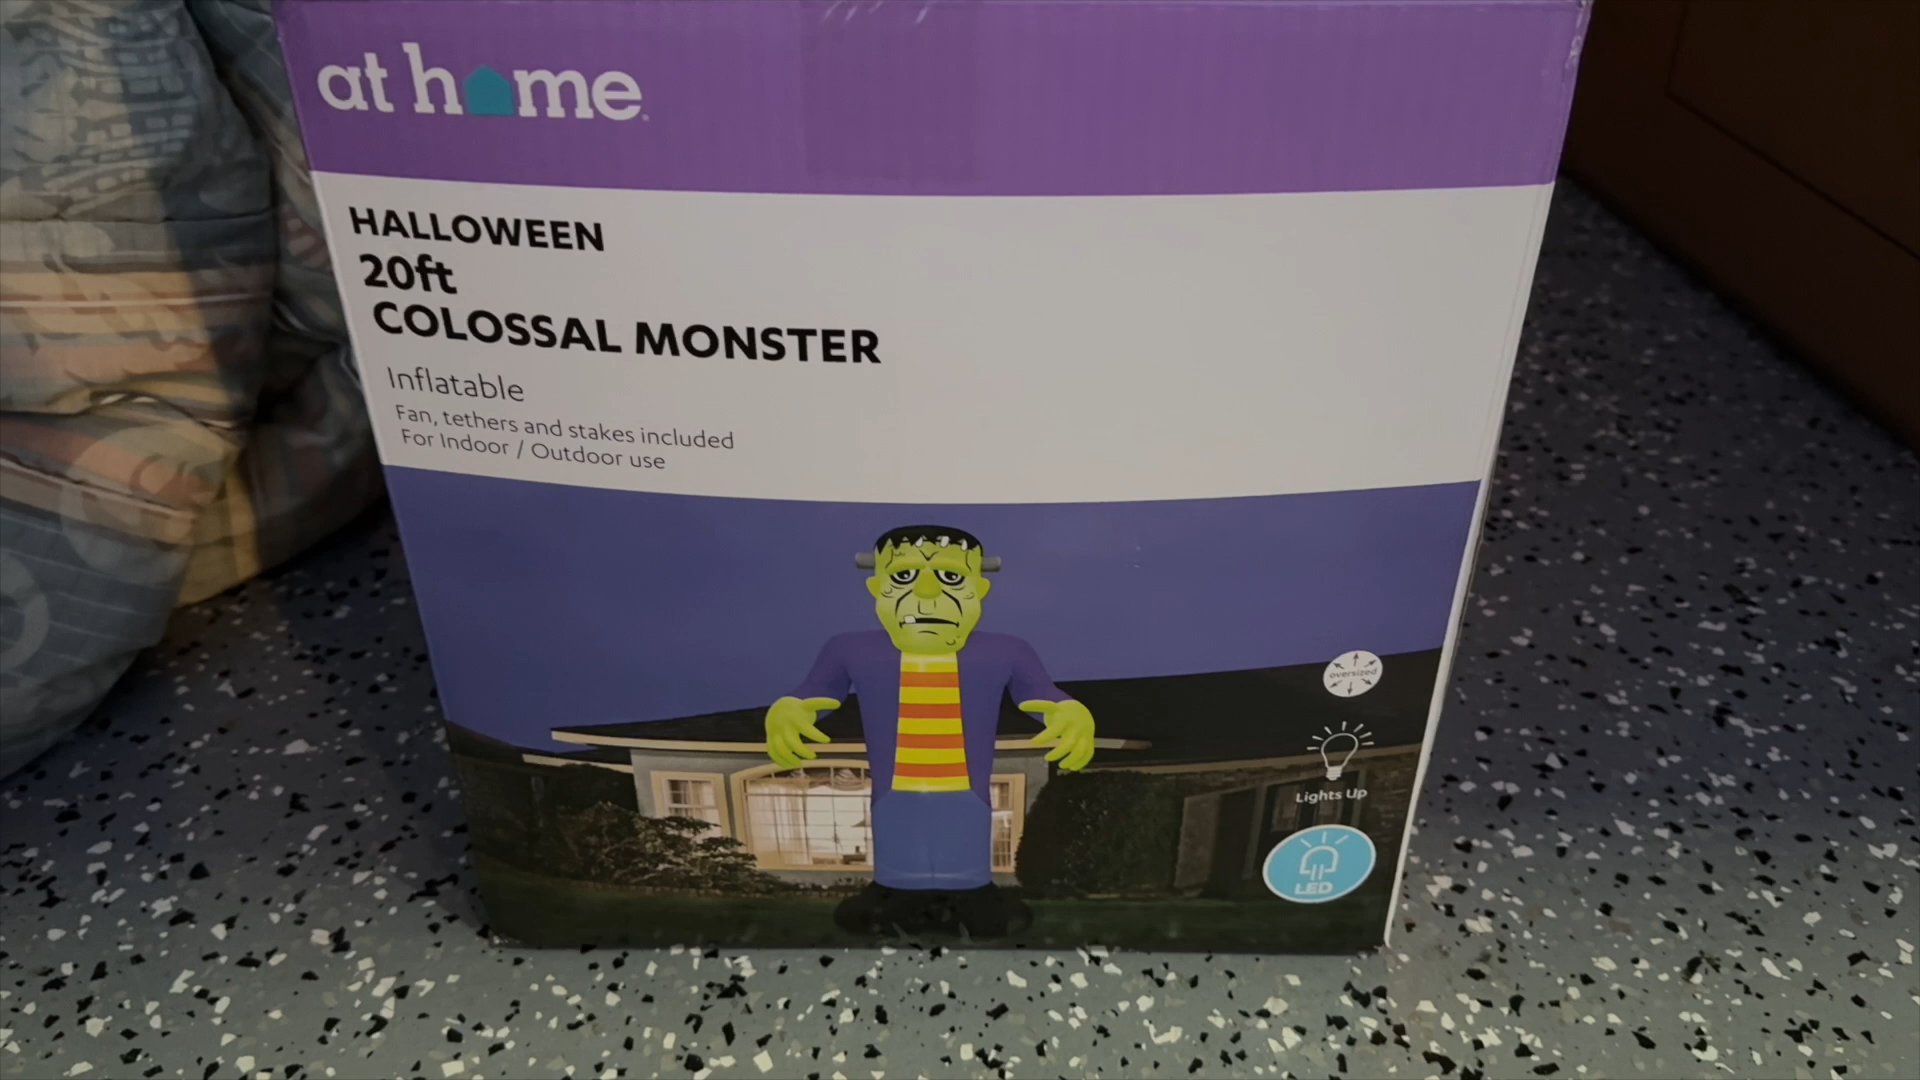 at home
HALLOWEEN
20ft
COLOSSAL MONSTER
Inflatable
Fan, tethers and stakes included
For Indoor / Outdoor use
oversized
Lights Up
LED